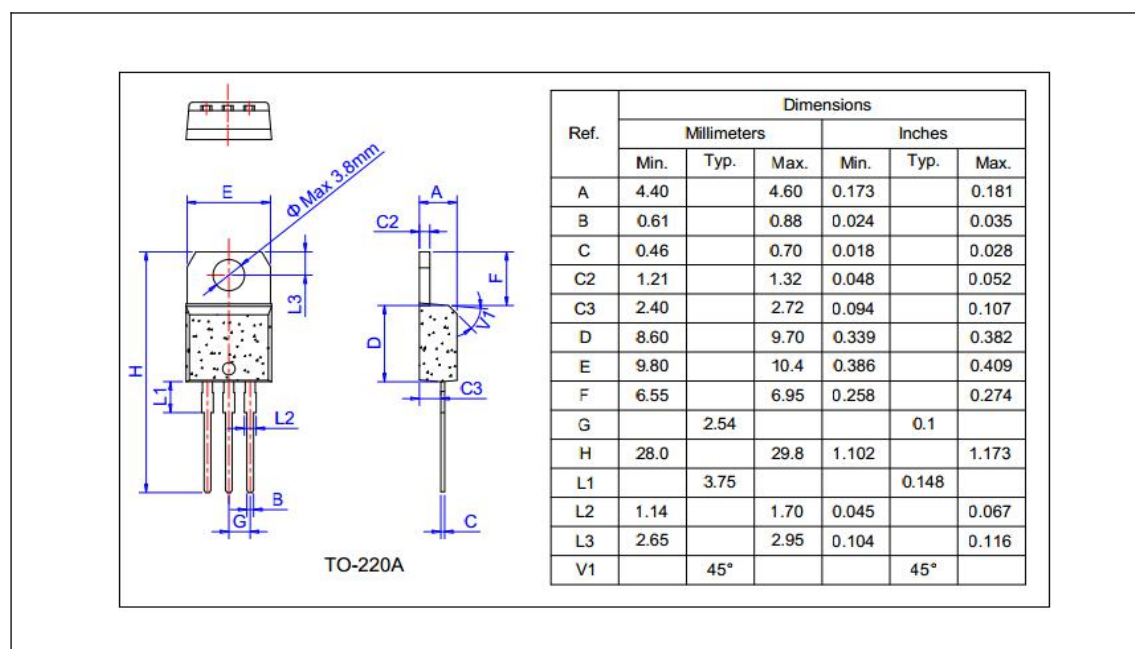 E
Φ Max 3.8mm
A
C2
L3
F
V1
D
H
L1
C3
L2
B
G
C
TO-220A
Ref. Dimensions
Millimeters Inches
Min. Typ. Max. Min. Typ. Max.
A 4.40 4.60 0.173 0.181
B 0.61 0.88 0.024 0.035
C 0.46 0.70 0.018 0.028
C2 1.21 1.32 0.048 0.052
C3 2.40 2.72 0.094 0.107
D 8.60 9.70 0.339 0.382
E 9.80 10.4 0.386 0.409
F 6.55 6.95 0.258 0.274
G 2.54 0.1
H 28.0 29.8 1.102 1.173
L1 3.75 0.148
L2 1.14 1.70 0.045 0.067
L3 2.65 2.95 0.104 0.116
V1 45° 45°